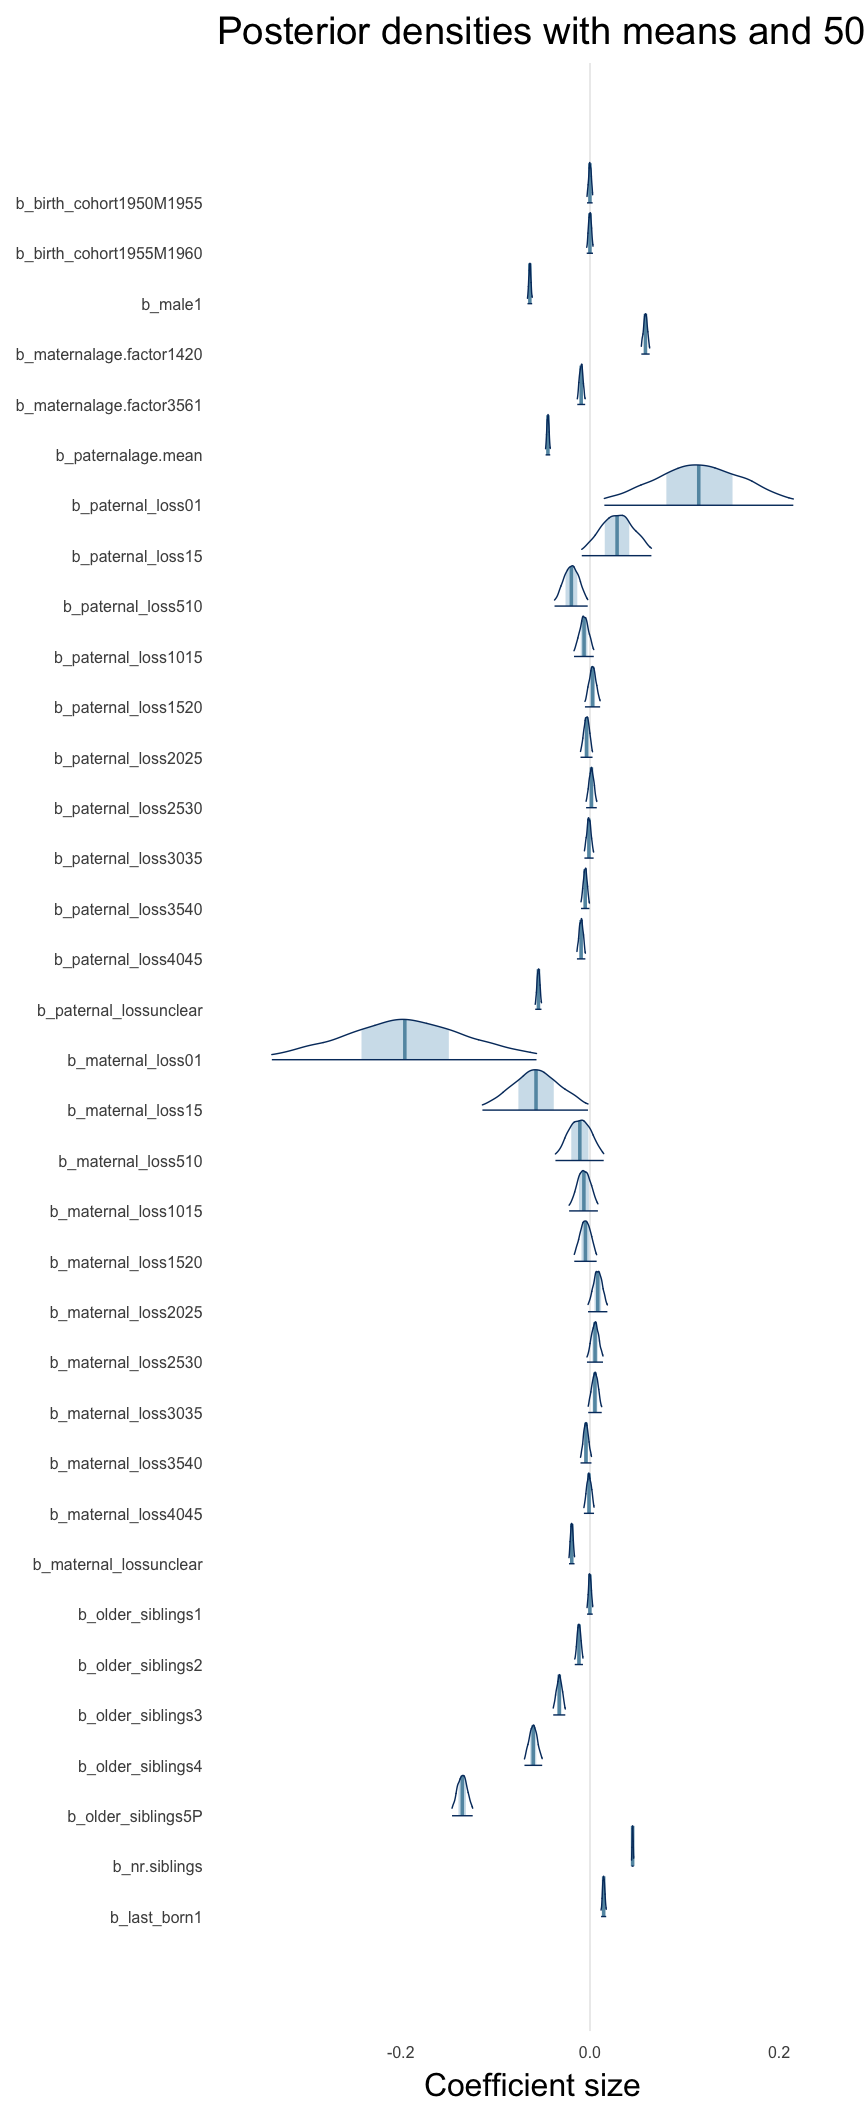 Posterior densities with means and 50
b_birth_cohort1950M1955
b_birth_cohort1955M1960
b_male1
b_maternalage.factor1420
b_maternalage.factor3561
b_paternalage.mean
b_paternal_loss01
b_paternal_loss15
b_paternal_loss510
b_paternal_loss1015
b_paternal_loss1520
b_paternal_loss2025
b_paternal_loss2530
b_paternal_loss3035
b_paternal_loss3540
b_paternal_loss4045
b_paternal_lossunclear
b_maternal_loss01
b_maternal_loss15
b_maternal_loss510
b_maternal_loss1015
b_maternal_loss1520
b_maternal_loss2025
b_maternal_loss2530
b_maternal_loss3035
b_maternal_loss3540
b_maternal_loss4045
b_maternal_lossunclear
b_older_siblings1
b_older_siblings2
b_older_siblings3
b_older_siblings4
b_older_siblings5P
b_nr.siblings
b_last_born1
-0.2 0.0 0.2
Coefficient size